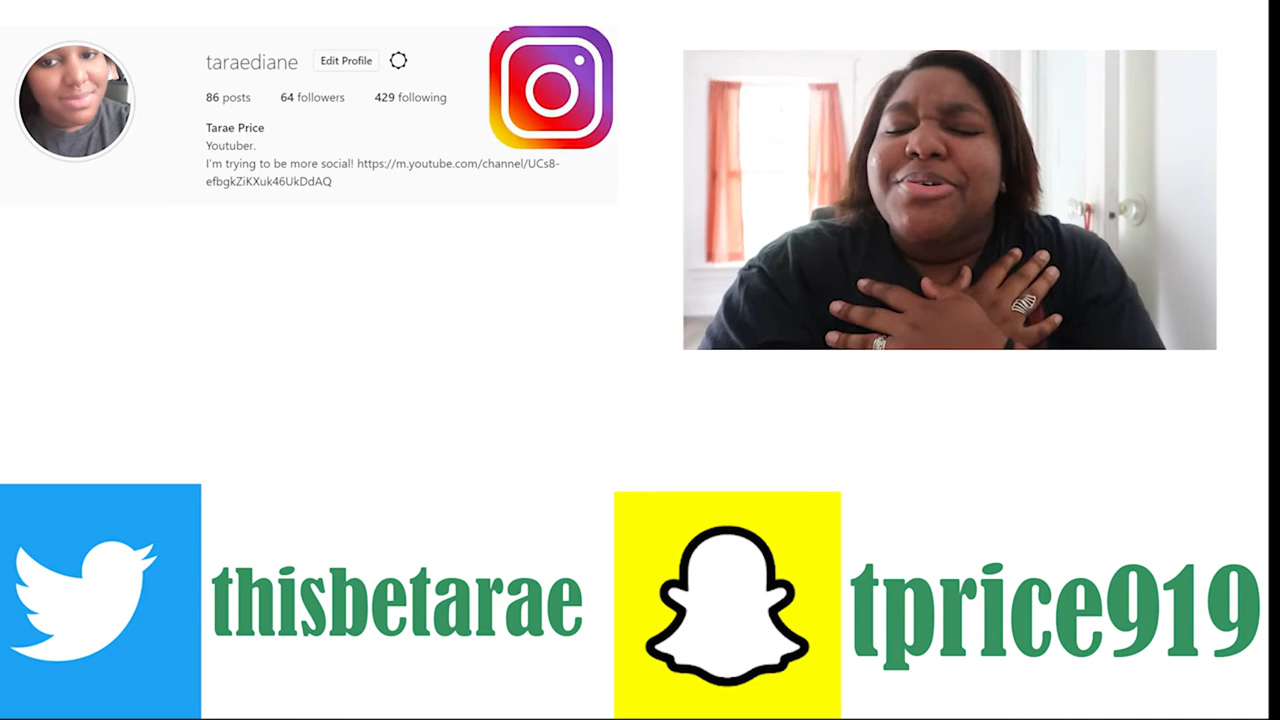 taraediane Edit Profile
86 posts 64 followers 429 following
Tarae Price
Youtuber.
I'm trying to be more social! https://m.youtube.com/channel/UCs8-
efbgkZiKXuk46UkDdAQ
thisbetarae
tprice919